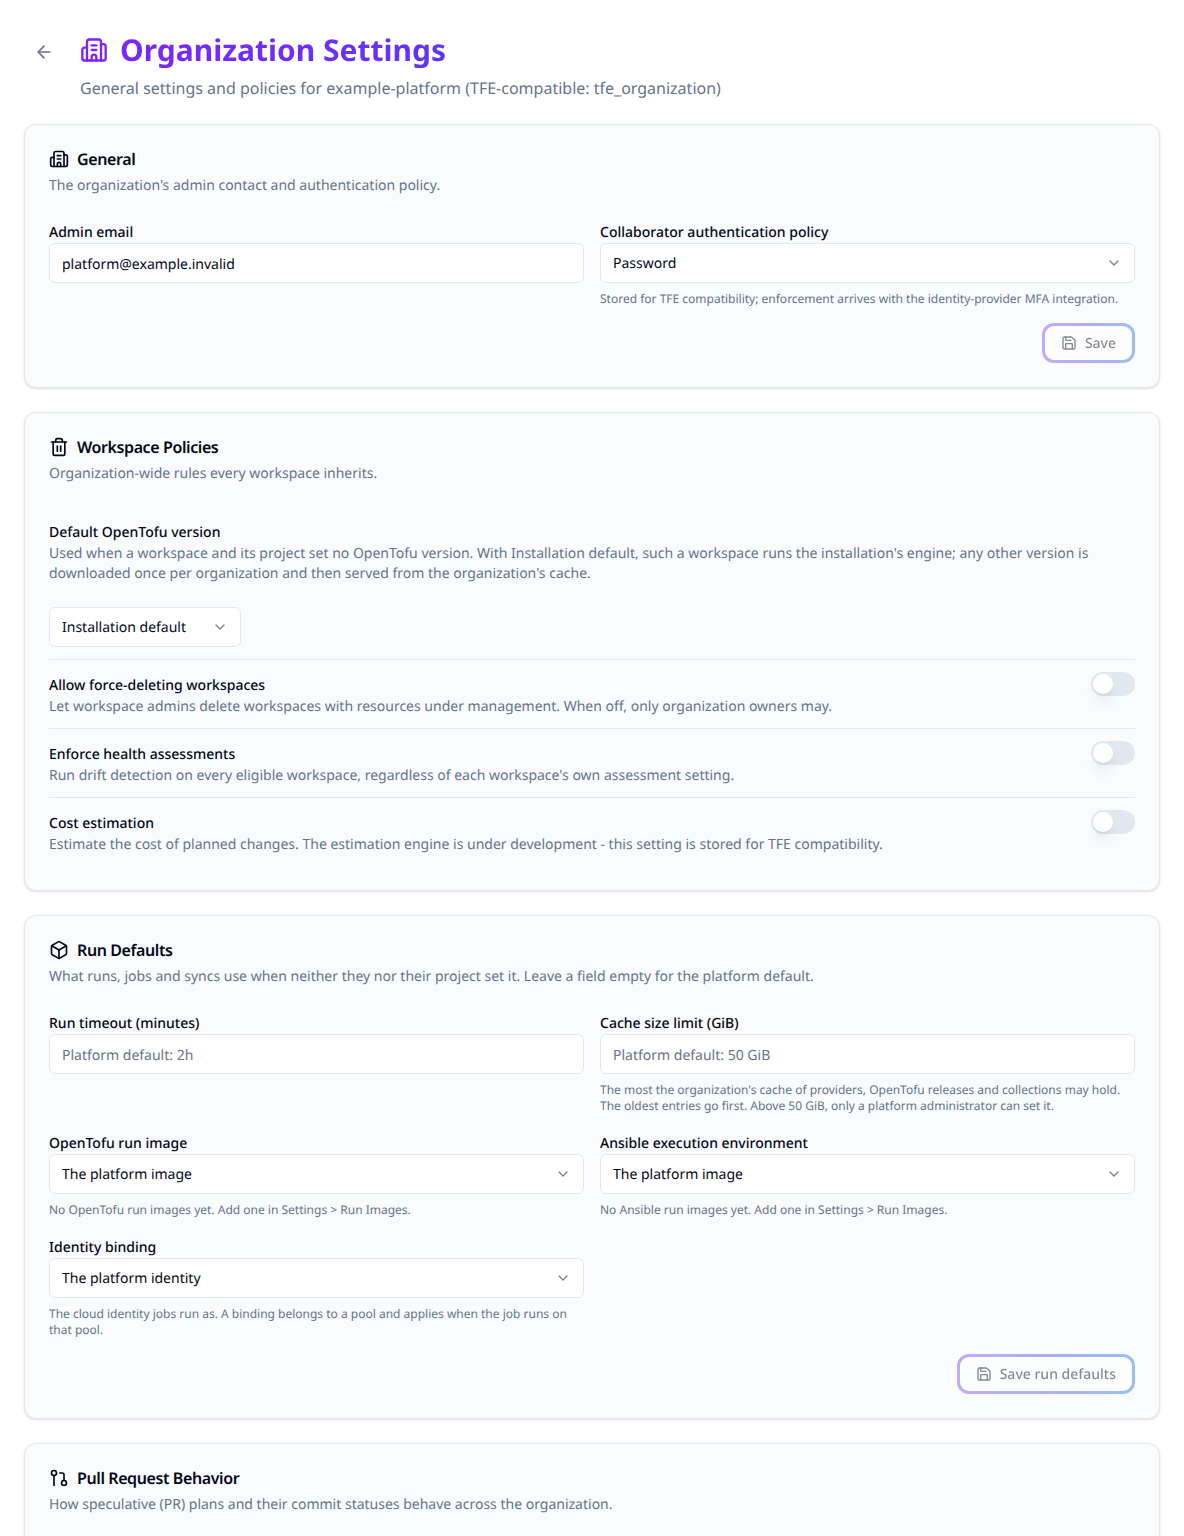 Organization Settings
General settings and policies for example-platform (TFE-compatible: tfe_organization)
General
The organization's admin contact and authentication policy.
Admin email
platform@example.invalid
Collaborator authentication policy
Password
Stored for TFE compatibility; enforcement arrives with the identity-provider MFA integration.
Save
Workspace Policies
Organization-wide rules every workspace inherits.
Default OpenTofu version
Used when a workspace and its project set no OpenTofu version. With Installation default, such a workspace runs the installation's engine; any other version is
downloaded once per organization and then served from the organization's cache.
Installation default
Allow force-deleting workspaces
Let workspace admins delete workspaces with resources under management. When off, only organization owners may.
Enforce health assessments
Run drift detection on every eligible workspace, regardless of each workspace's own assessment setting.
Cost estimation
Estimate the cost of planned changes. The estimation engine is under development - this setting is stored for TFE compatibility.
Run Defaults
What runs, jobs and syncs use when neither they nor their project set it. Leave a field empty for the platform default.
Run timeout (minutes)
Platform default: 2h
Cache size limit (GiB)
Platform default: 50 GiB
The most the organization's cache of providers, OpenTofu releases and collections may hold.
The oldest entries go first. Above 50 GiB, only a platform administrator can set it.
OpenTofu run image
The platform image
No OpenTofu run images yet. Add one in Settings > Run Images.
Ansible execution environment
The platform image
No Ansible run images yet. Add one in Settings > Run Images.
Identity binding
The platform identity
The cloud identity jobs run as. A binding belongs to a pool and applies when the job runs on
that pool.
Save run defaults
Pull Request Behavior
How speculative (PR) plans and their commit statuses behave across the organization.